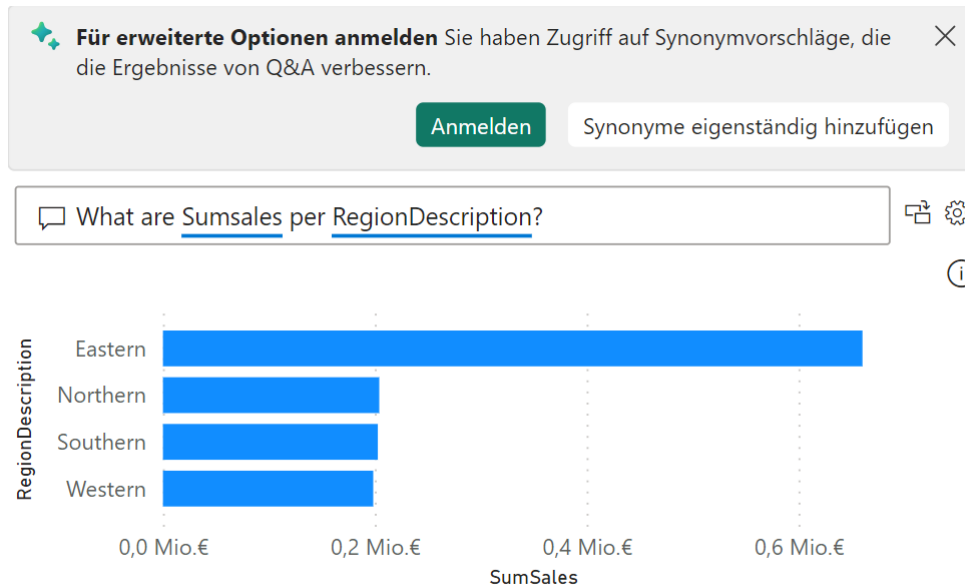 Für erweiterte Optionen anmelden Sie haben Zugriff auf Synonymvorschläge, die
die Ergebnisse von Q&A verbessern.
Anmelden
Synonyme eigenständig hinzufügen
What are Sumsales per RegionDescription?
RegionDescription
Eastern
Northern
Southern
Western
0,0 Mio.€ 0,2 Mio.€ 0,4 Mio.€ 0,6 Mio.€
SumSales